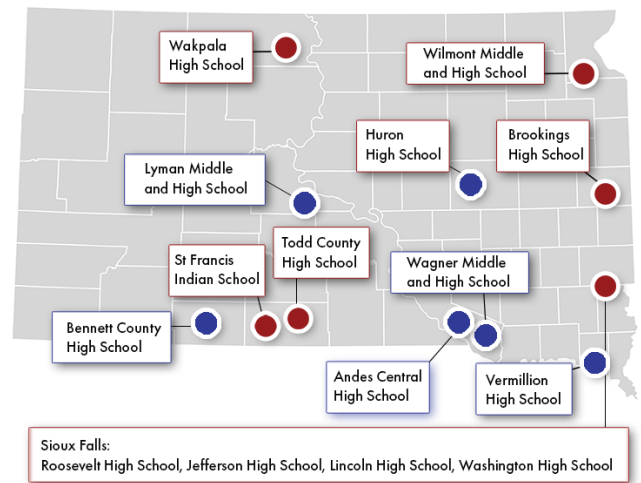 Wakpala
High School
Wilmont Middle
and High School
Huron
High School
Brookings
High School
Lyman Middle
and High School
Todd County
High School
St Francis
Indian School
Wagner Middle
and High School
Bennett County
High School
Andes Central
High School
Vermillion
High School
Sioux Falls:
Roosevelt High School, Jefferson High School, Lincoln High School, Washington High School